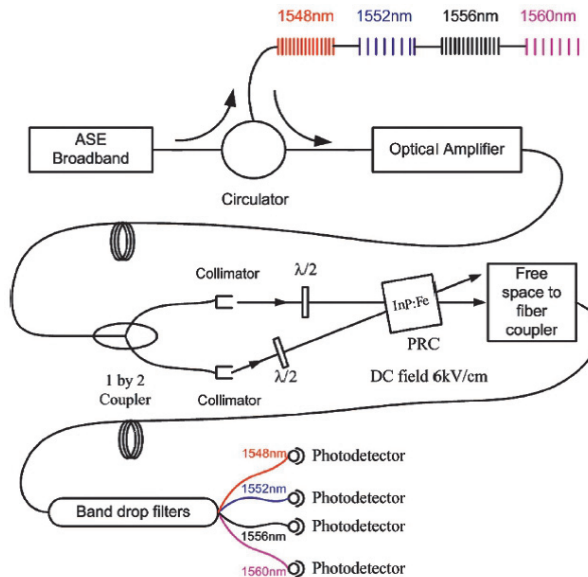 1548nm
1552nm
1556nm
1560nm
ASE
Broadband
Circulator
Optical Amplifier
Collimator
λ/2
InP:Fe
PRC
Free
space to
fiber
coupler
1 by 2
Coupler
λ/2
Collimator
DC field 6kV/cm
Band drop filters
1548nm
Photodetector
1552nm
Photodetector
1556nm
Photodetector
1560nm
Photodetector